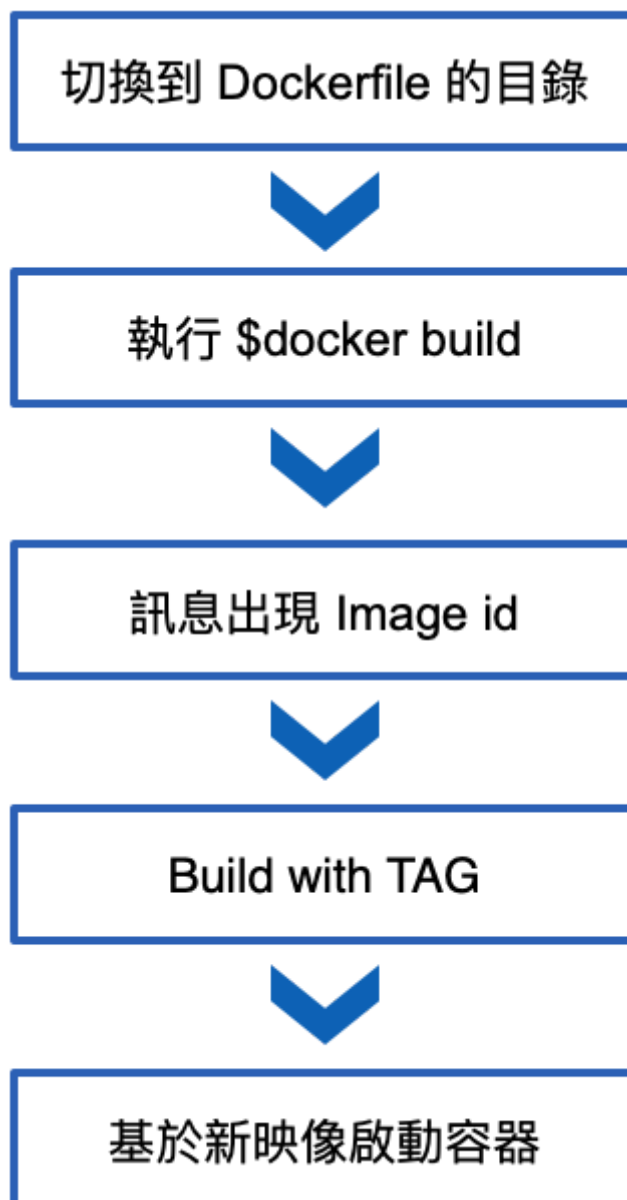 切換到 Dockerfile 的目錄
執行 $docker build
訊息出現 Image id
Build with TAG
基於新映像啟動容器